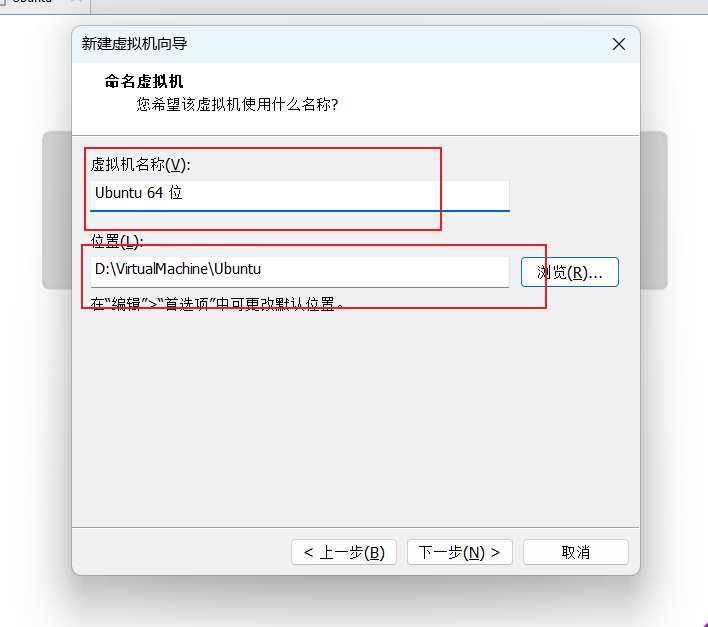 Ubuntu
新建虚拟机向导
命名虚拟机
您希望该虚拟机使用什么名称?
虚拟机名称(V):
Ubuntu 64 位
位置(L):
D:\VirtualMachine\Ubuntu
浏览(R)...
在“编辑”>“首选项”中可更改默认位置。
< 上一步(B)
下一步(N) >
取消